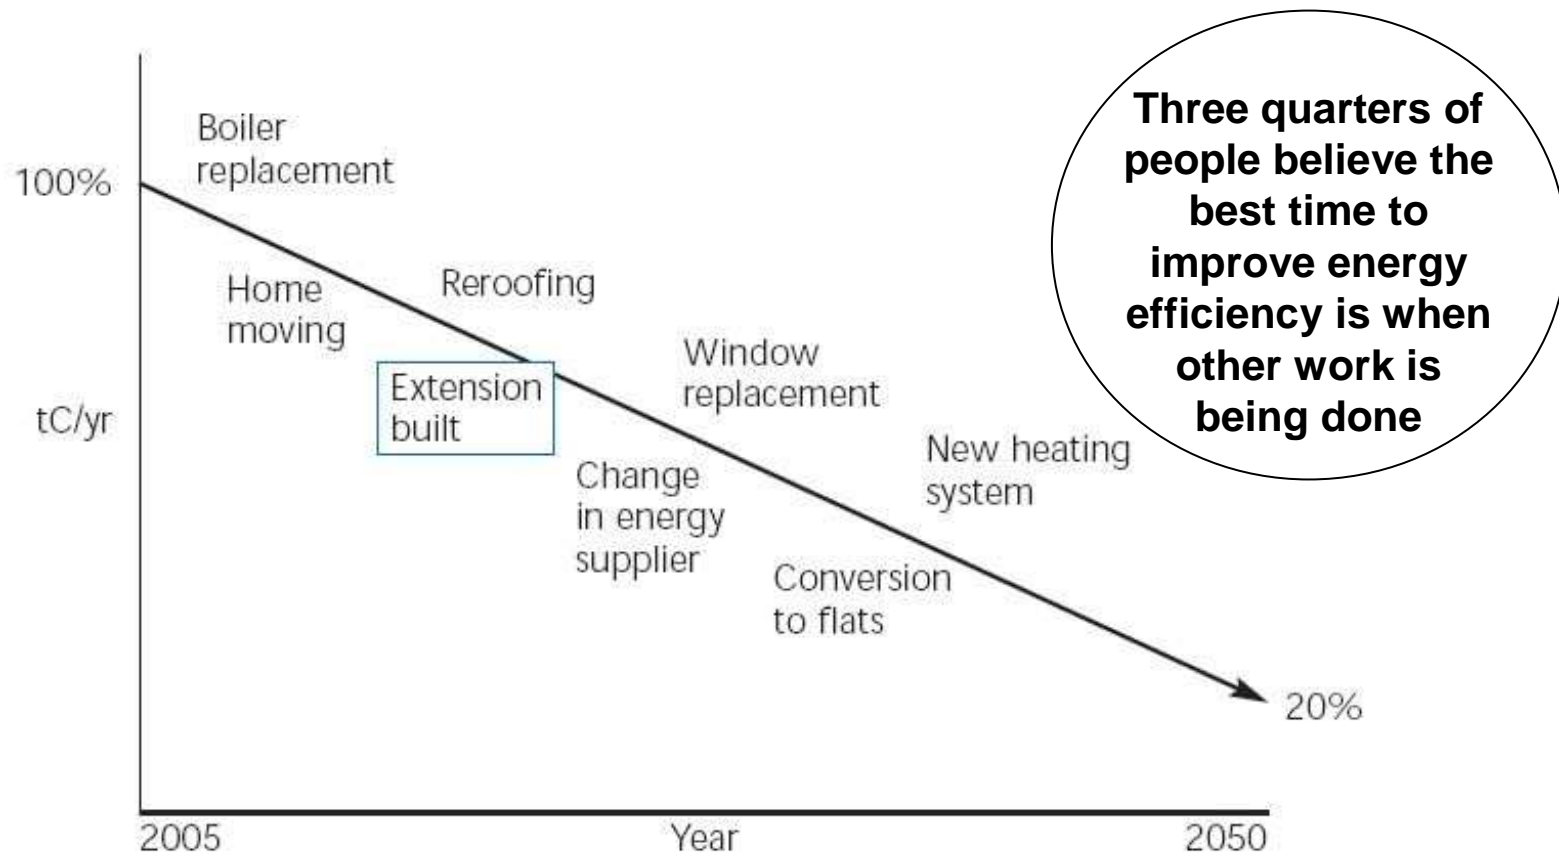 Three quarters of
people believe the
best time to
improve energy
efficiency is when
other work is
being done
Boiler
replacement
100%
Home
moving
Reroofing
Extension
built
Window
replacement
tC/yr
Change
in energy
supplier
New heating
system
Conversion
to flats
20%
2005
Year
2050